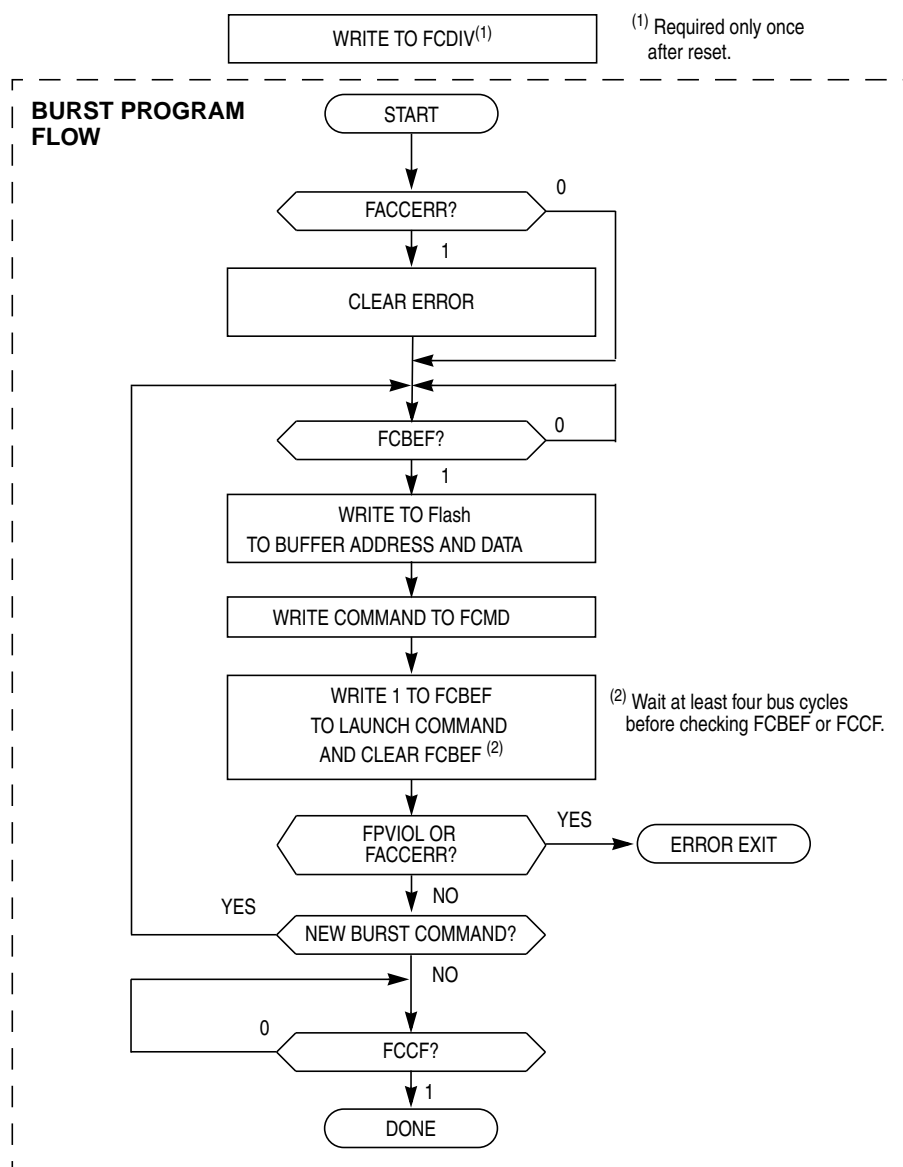 WRITE TO FCDIV(1)
(1) Required only once
after reset.
BURST PROGRAM
FLOW
START
FACCERR?
0
1
CLEAR ERROR
FCBEF?
0
1
WRITE TO Flash
TO BUFFER ADDRESS AND DATA
WRITE COMMAND TO FCMD
WRITE 1 TO FCBEF
TO LAUNCH COMMAND
AND CLEAR FCBEF (2)
(2) Wait at least four bus cycles
before checking FCBEF or FCCF.
FPVIOL OR
FACCERR?
YES
ERROR EXIT
NO
YES
NEW BURST COMMAND?
NO
0
FCCF?
1
DONE